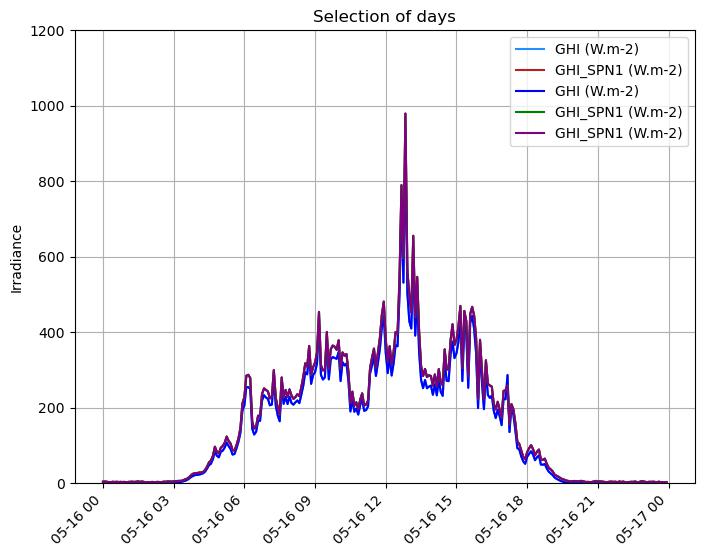 Selection of days
1200
1000
800
600
400
200
0
Irradiance
GHI (W.m-2)
GHI_SPN1 (W.m-2)
GHI (W.m-2)
GHI_SPN1 (W.m-2)
GHI_SPN1 (W.m-2)
05-16 00
05-16 03
05-16 06
05-16 09
05-16 12
05-16 15
05-16 18
05-16 21
05-17 00